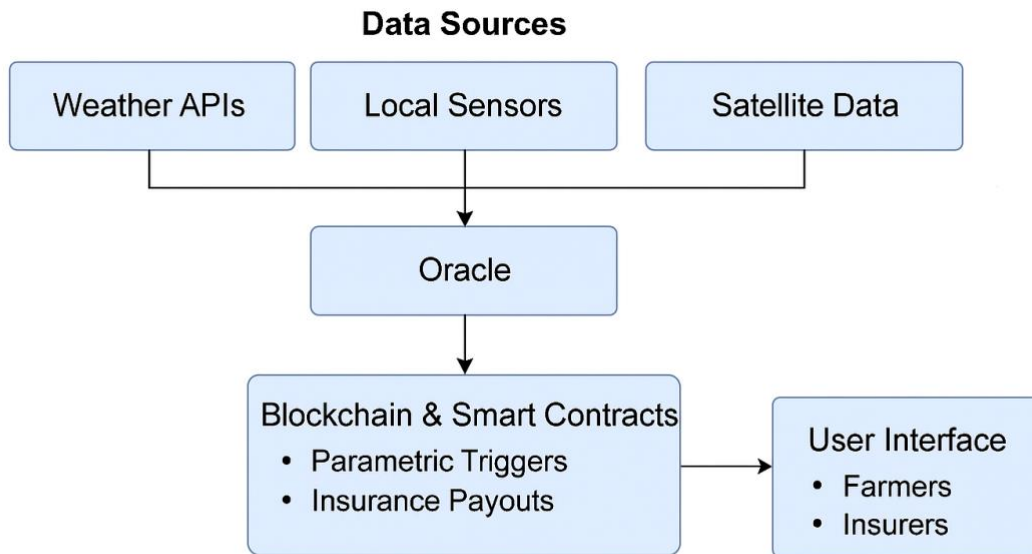 Data Sources
Weather APIs
Local Sensors
Satellite Data
Oracle
Blockchain & Smart Contracts
• Parametric Triggers
• Insurance Payouts
User Interface
• Farmers
• Insurers